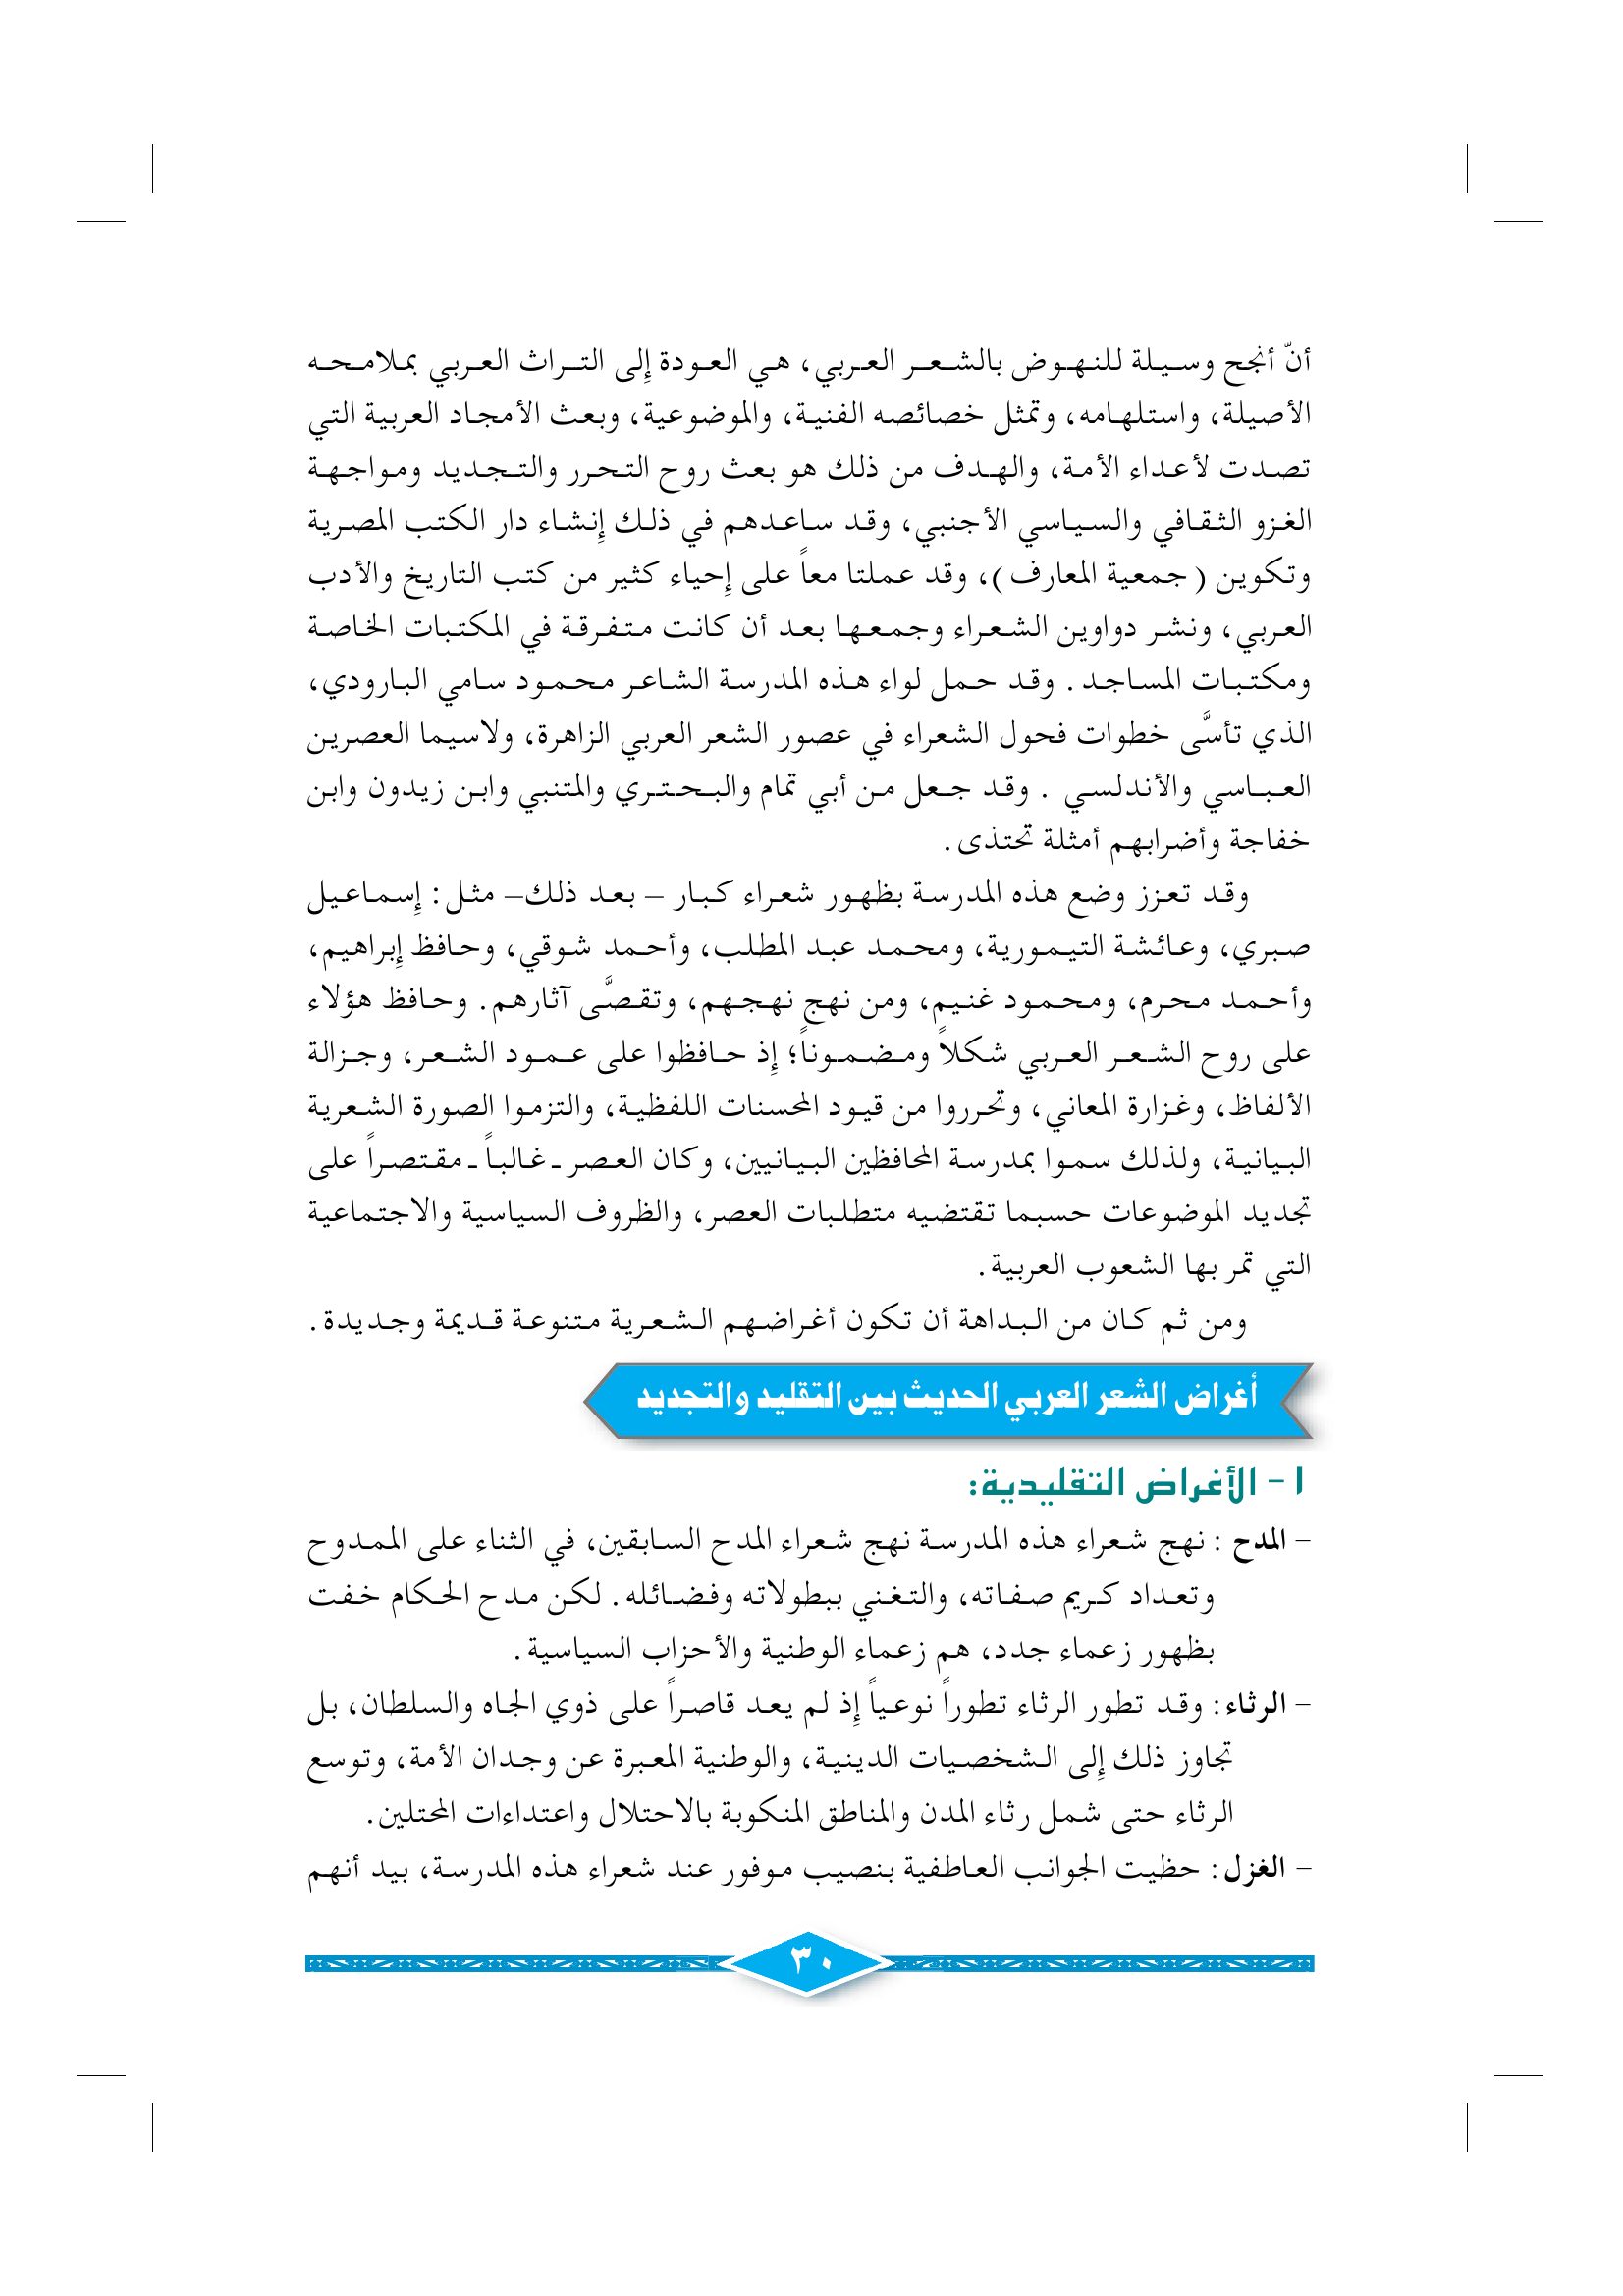 أنّ أنجح وسيلة للنهوض بالشعر العربي، هي العودة إلى التراث العربي بملامحه
الأصيلة، واستلهامه، وتمثل خصائصه الفنية، والموضوعية، وبعث الأمجاد العربية التي
تصدت لأعداء الأمة، والهدف من ذلك هو بعث روح التحرر والتجديد ومواجهة
الغزو الثقافي والسياسي الأجنبي، وقد ساعدهم في ذلك إنشاء دار الكتب المصرية
وتكوين (جمعية المعارف)، وقد عملتا معاً على إحياء كثير من كتب التاريخ والأدب
العربي، ونشر دواوين الشعراء وجمعها بعد أن كانت متفرقة في المكتبات الخاصة
ومكتبات المساجد. وقد حمل لواء هذه المدرسة الشاعر محمود سامي البارودي،
الذي تأسَّى خطوات فحول الشعراء في عصور الشعر العربي الزاهرة، ولاسيما العصرين
العباسي والأندلسي . وقد جعل من أبي تمام والبحتري والمتنبي وابن زيدون وابن
خفاجة وأضرابهم أمثلة تحتذى.
وقد تعزز وضع هذه المدرسة بظهور شعراء كبار – بعد ذلك– مثل: إسماعيل
صبري، وعائشة التيمورية، ومحمد عبد المطلب، وأحمد شوقي، وحافظ إبراهيم،
وأحمد محرم، ومحمود غنيم، ومن نهج نهجهم، وتقصَّى آثارهم. وحافظ هؤلاء
على روح الشعر العربي شكلاً ومضموناً؛ إذ حافظوا على عمود الشعر، وجزالة
الألفاظ، وغزارة المعاني، وتحرروا من قيود المحسنات اللفظية، والتزموا الصورة الشعرية
البيانية، ولذلك سموا بمدرسة المحافظين البيانيين، وكان العصر ـ غالباً ـ مقتصراً على
تجديد الموضوعات حسبما تقتضيه متطلبات العصر، والظروف السياسية والاجتماعية
التي تمر بها الشعوب العربية.
ومن ثم كان من البداهة أن تكون أغراضهم الشعرية متنوعة قديمة وجديدة.
أغراض الشعر العربي الحديث بين التقليد والتجديد
١ - الأغراض التقليدية:
– المدح : نهج شعراء هذه المدرسة نهج شعراء المدح السابقين، في الثناء على الممدوح
وتعداد كريم صفاته، والتغني ببطولاته وفضائله. لكن مدح الحكام خفت
بظهور زعماء جدد، هم زعماء الوطنية والأحزاب السياسية.
– الرثاء: وقد تطور الرثاء تطوراً نوعياً إذ لم يعد قاصراً على ذوي الجاه والسلطان، بل
تجاوز ذلك إلى الشخصيات الدينية، والوطنية المعبرة عن وجدان الأمة، وتوسع
الرثاء حتى شمل رثاء المدن والمناطق المنكوبة بالاحتلال واعتداءات المحتلين.
– الغزل: حظيت الجوانب العاطفية بنصيب موفور عند شعراء هذه المدرسة، بيد أنهم
٣٠